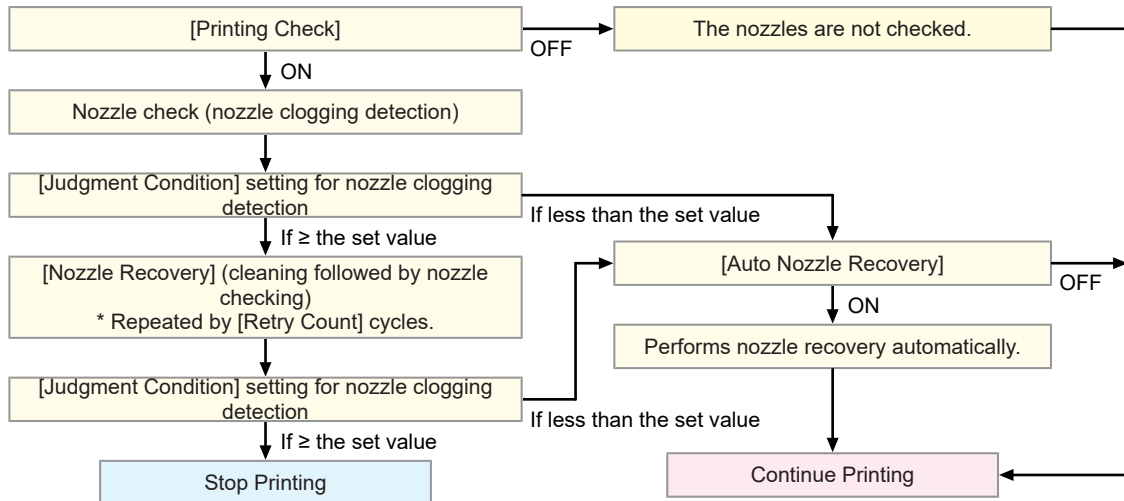 [Printing Check]
OFF
The nozzles are not checked.
ON
Nozzle check (nozzle clogging detection)
[Judgment Condition] setting for nozzle clogging
detection
If less than the set value
If ≥ the set value
[Nozzle Recovery] (cleaning followed by nozzle
checking)
* Repeated by [Retry Count] cycles.
[Auto Nozzle Recovery]
OFF
ON
Performs nozzle recovery automatically.
[Judgment Condition] setting for nozzle clogging
detection
If less than the set value
If ≥ the set value
Stop Printing
Continue Printing